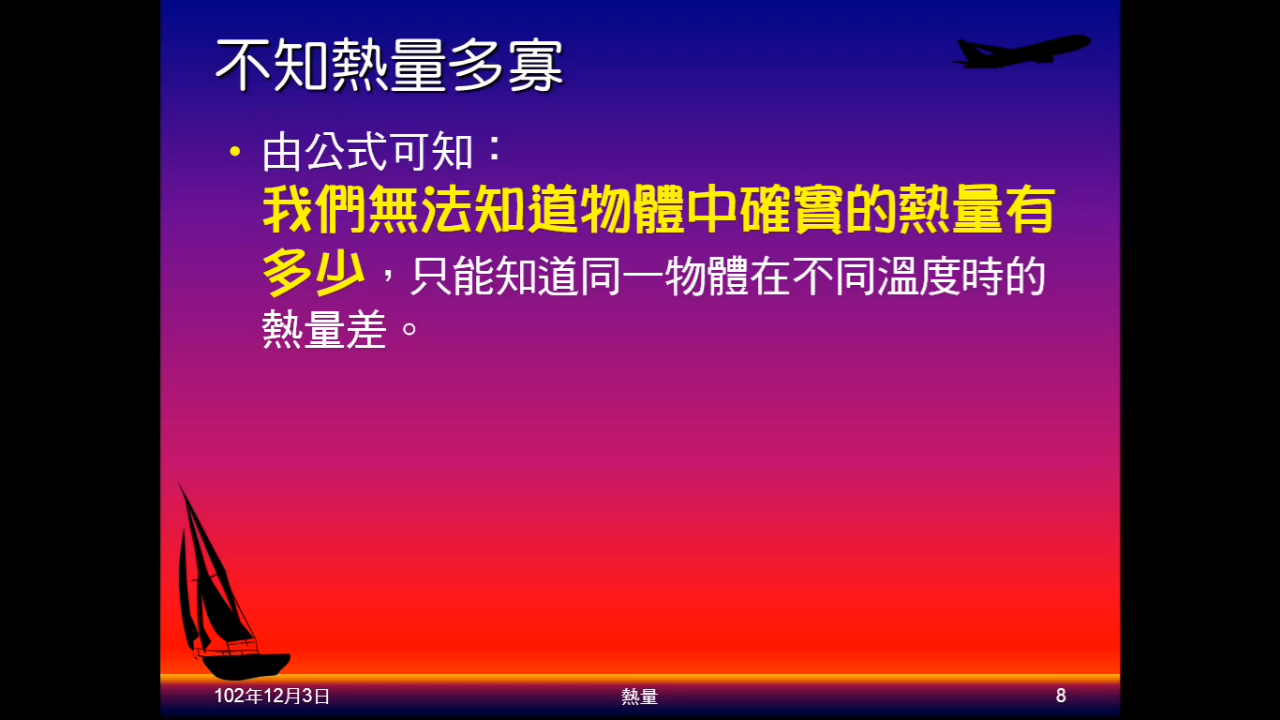 不知熱量多寡
• 由公式可知：
我們無法知道物體中確實的熱量有
多少，只能知道同一物體在不同溫度時的
熱量差。
102年12月3日
熱量
8